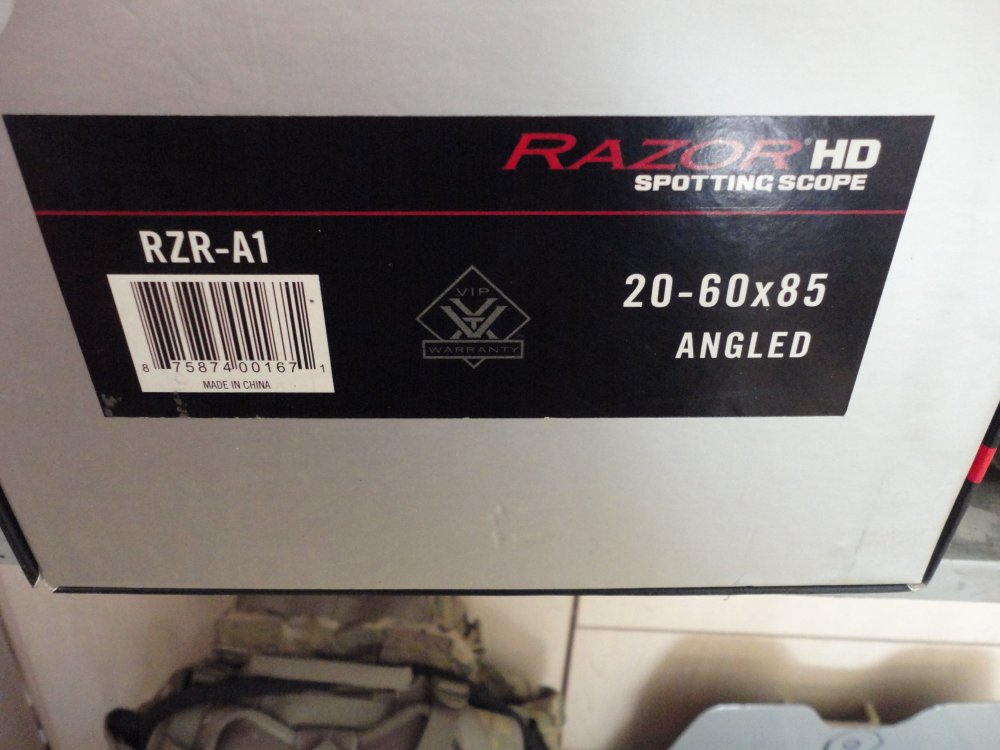 RAZOR® HD
SPOTTING SCOPE
RZR-A1
8 75874 00167 1
MADE IN CHINA
VIP
WARRANTY
20-60x85
ANGLED